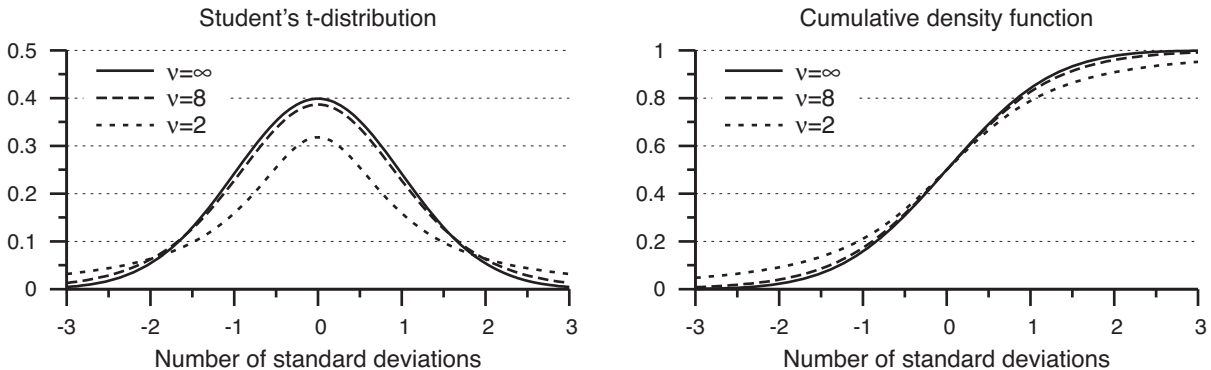 Student's t-distribution
0.5
0.4
0.3
0.2
0.1
0
ν=∞
ν=8
ν=2
-3 -2 -1 0 1 2 3
Number of standard deviations
Cumulative density function
1
0.8
0.6
0.4
0.2
0
ν=∞
ν=8
ν=2
-3 -2 -1 0 1 2 3
Number of standard deviations